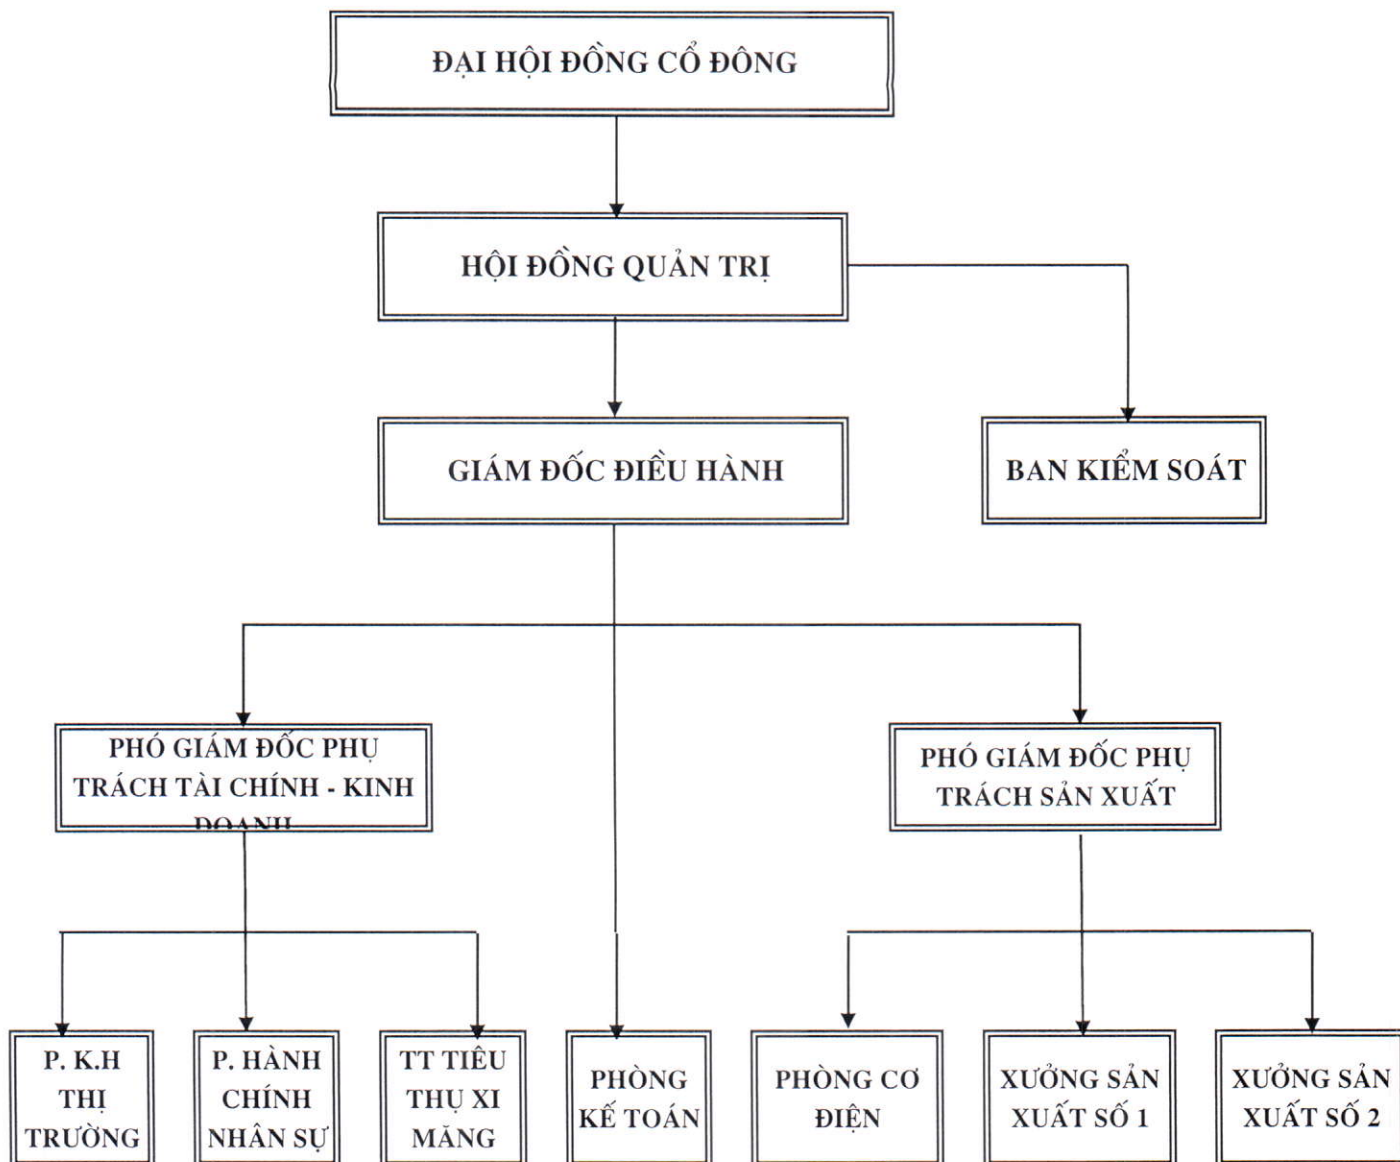 ĐẠI HỘI ĐỒNG CỔ ĐÔNG
HỘI ĐỒNG QUẢN TRỊ
GIÁM ĐỐC ĐIỀU HÀNH
BAN KIỂM SOÁT
PHÓ GIÁM ĐỐC PHỤ
TRÁCH TÀI CHÍNH - KINH
DOANH
PHÓ GIÁM ĐỐC PHỤ
TRÁCH SẢN XUẤT
P. K.H
THỊ
TRƯỜNG
P. HÀNH
CHÍNH
NHÂN SỰ
TT TIÊU
THỤ XI
MĂNG
PHÒNG
KẾ TOÁN
PHÒNG CƠ
ĐIỆN
XƯỞNG SẢN
XUẤT SỐ 1
XƯỞNG SẢN
XUẤT SỐ 2